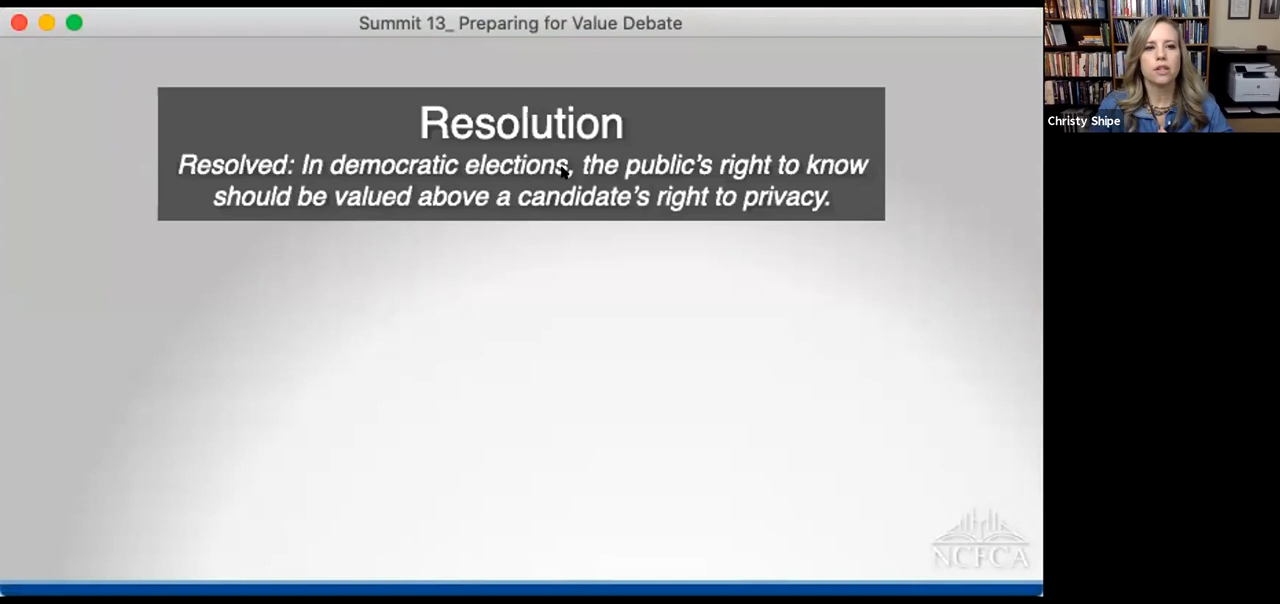 Summit 13_ Preparing for Value Debate
Resolution
Resolved: In democratic elections, the public's right to know
should be valued above a candidate's right to privacy.
Christy Shipe
NCFCA